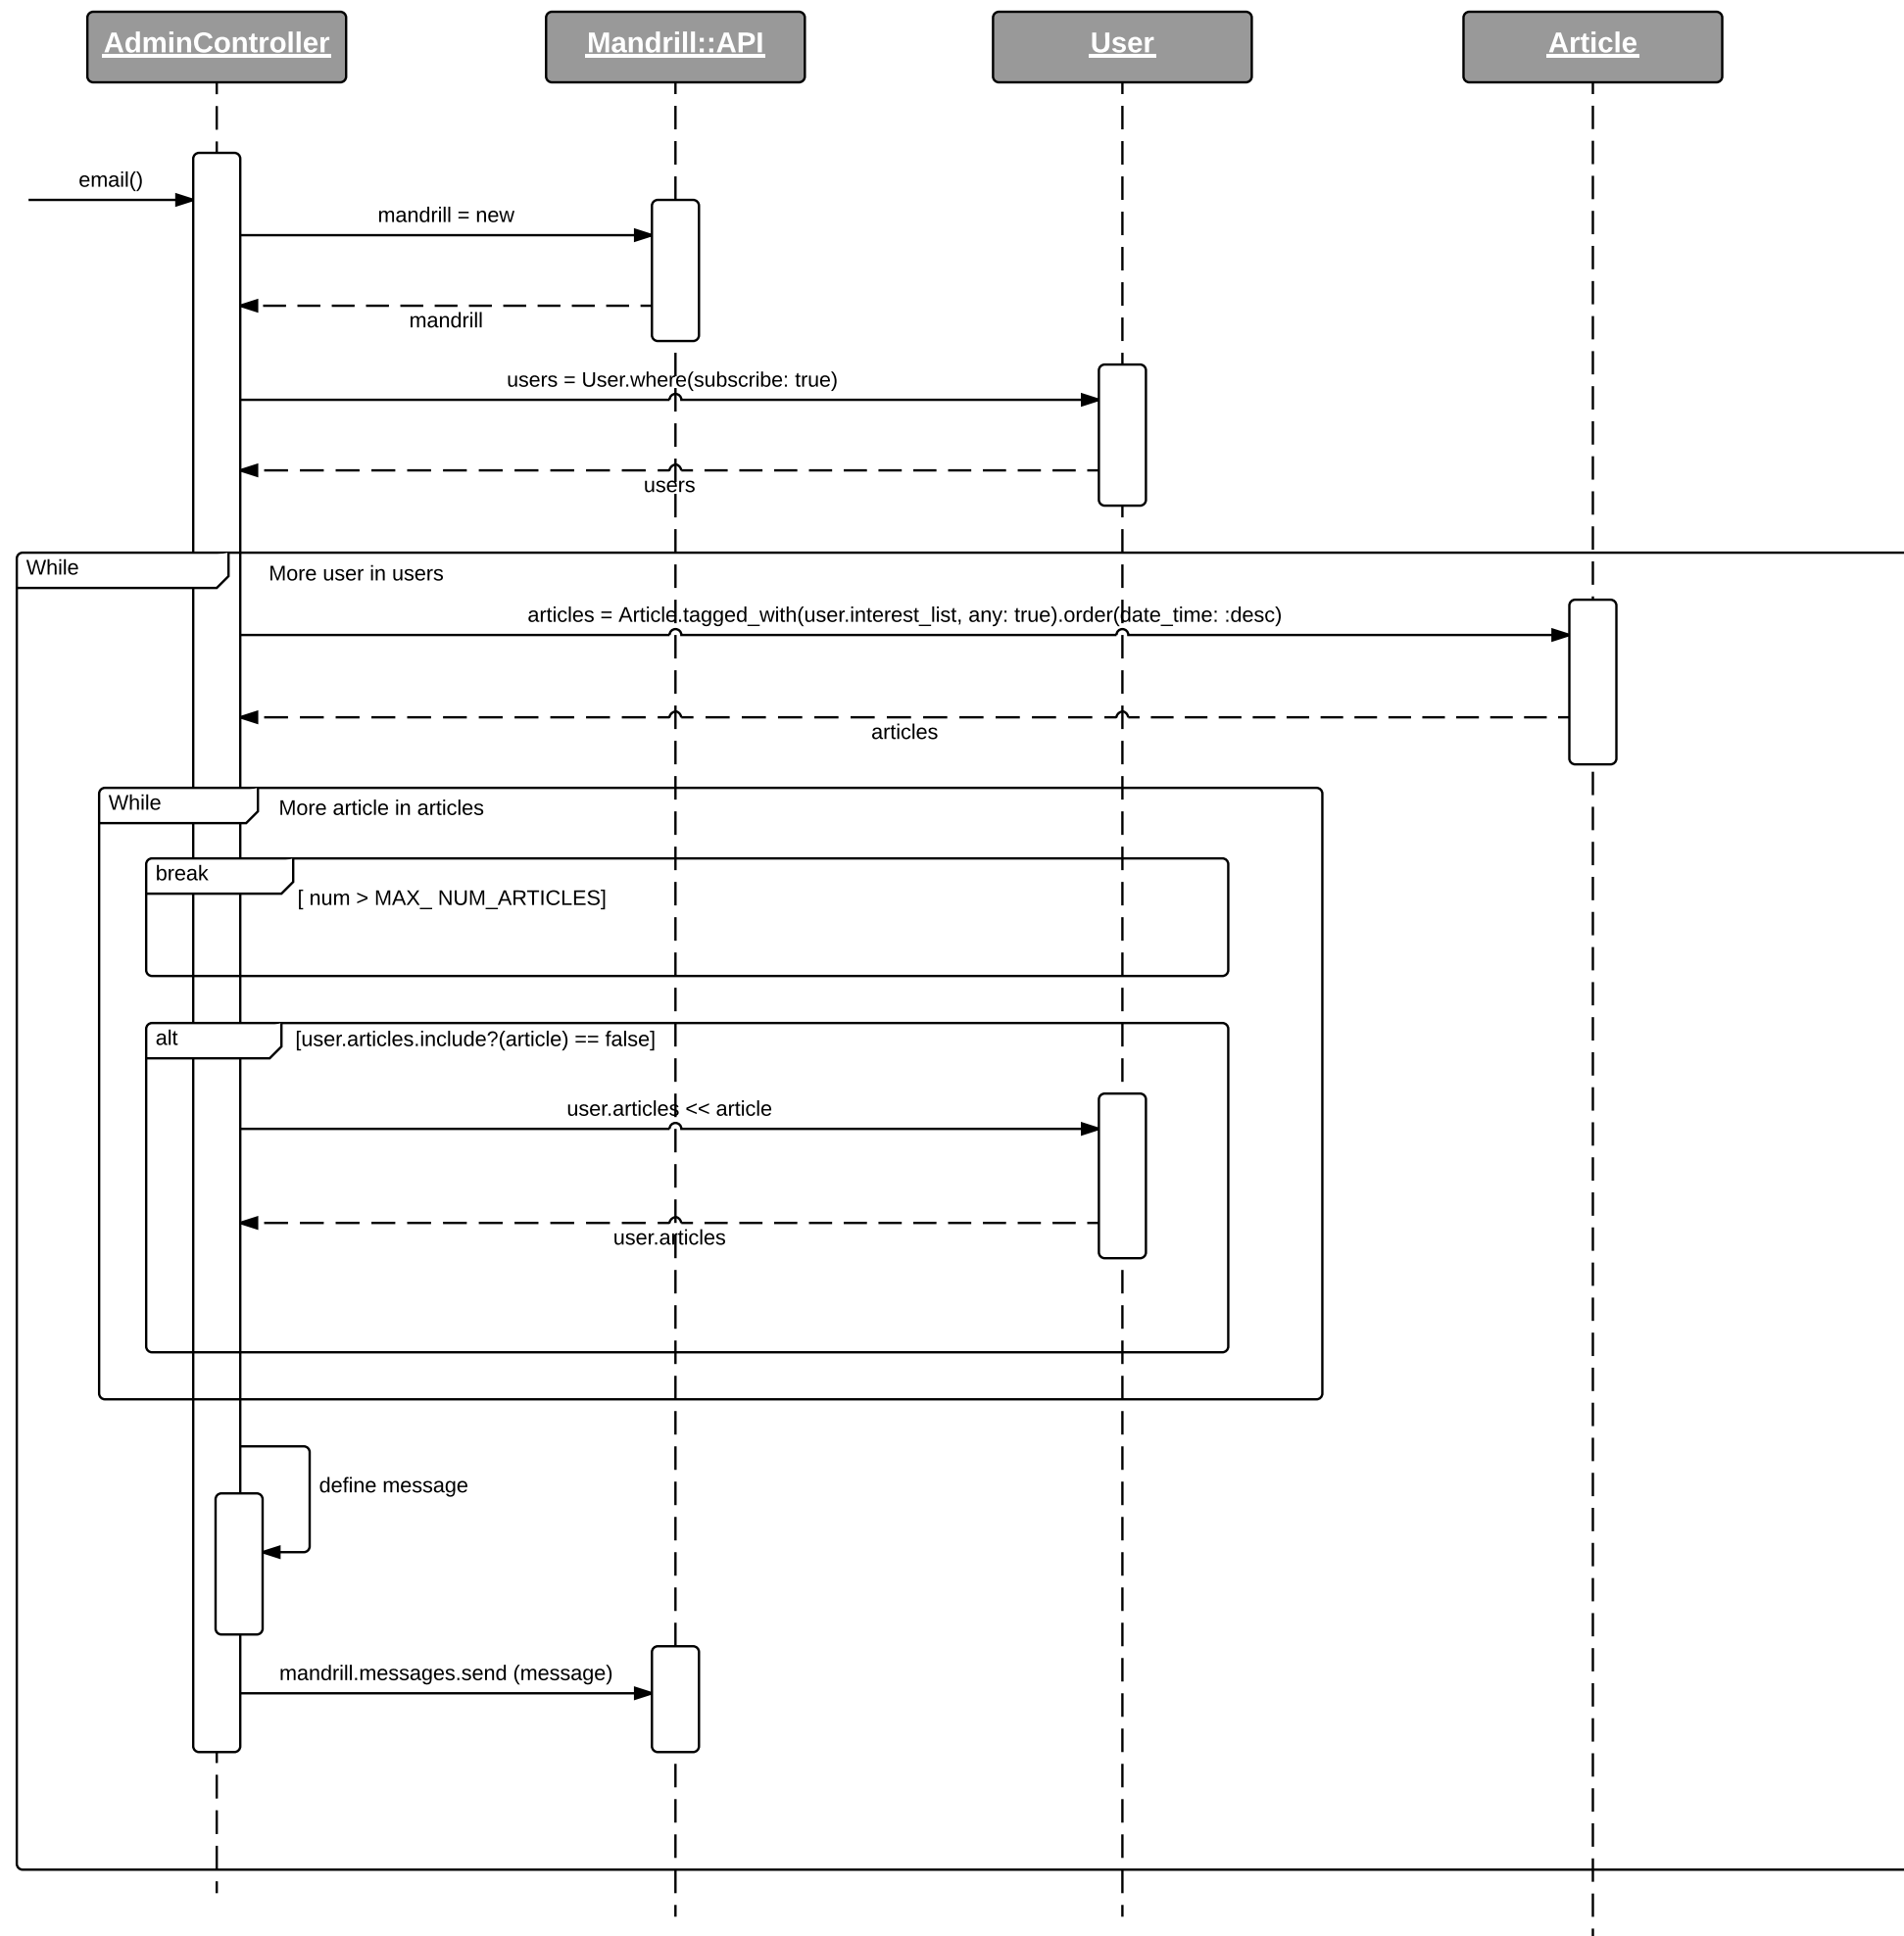 AdminController
Mandrill::API
User
Article
email()
mandrill = new
mandrill
users = User.where(subscribe: true)
users
While
More user in users
articles = Article.tagged_with(user.interest_list, any: true).order(date_time: :desc)
articles
While
More article in articles
break
[ num > MAX_ NUM_ARTICLES]
alt
[user.articles.include?(article) == false]
user.articles << article
user.articles
define message
mandrill.messages.send (message)